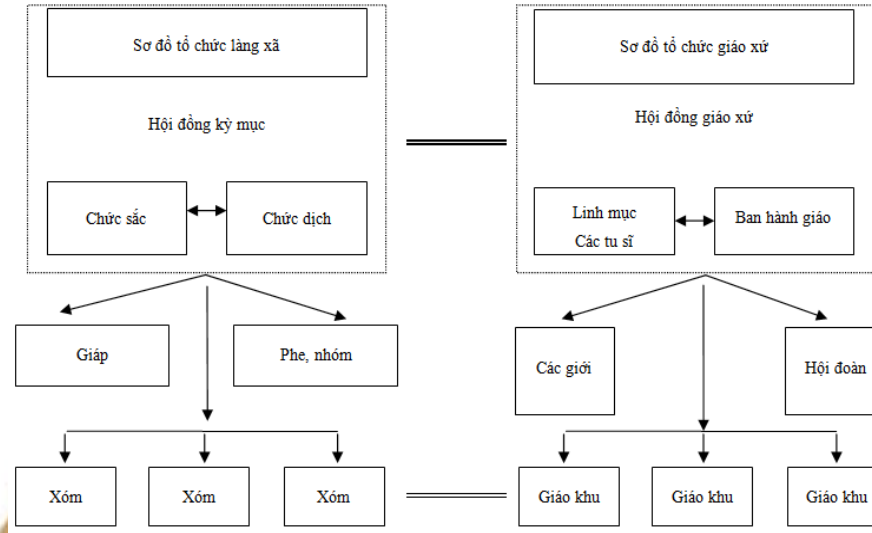 Sơ đồ tổ chức làng xã
Hội đồng kỳ mục
Chức sắc
Chức dịch
Giáp
Phe, nhóm
Xóm
Xóm
Xóm
Sơ đồ tổ chức giáo xứ
Hội đồng giáo xứ
Linh mục
Các tu sĩ
Ban hành giáo
Các giới
Hội đoàn
Giáo khu
Giáo khu
Giáo khu